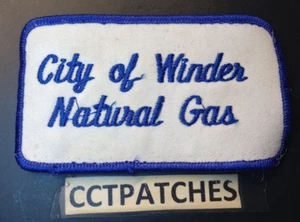 City of Winder
Natural Gas
CCTPATCHES